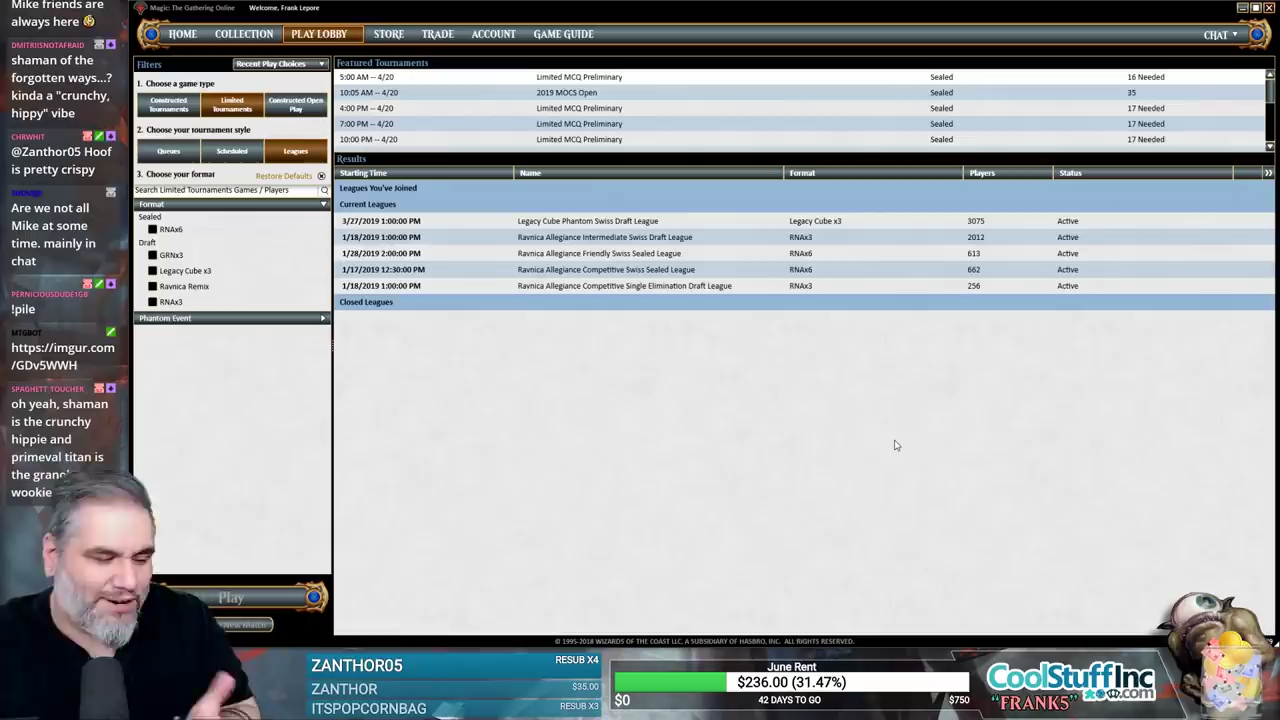 Magic: The Gathering Online Welcome, Frank Lepore
HOME COLLECTION PLAY LOBBY STORE TRADE ACCOUNT GAME GUIDE CHAT
Mike friends are
always like
DMITRIISNOTAFRAID
shaman of the
forgotten ways...?
kinda a "crunchy,
hippy" vibe
CHRWHIT
@Zanthor05 Hoof
is pretty crispy
Are we not all
Mike at some
time. mainly in
chat
PERNICIOUSDUDE1GB
!pile
MTGBOT
https://imgur.com
/GDv5WWH
SPAGHETT_TOUCHER
oh yeah, shaman
is the crunchy
hippie and
primeval titan is
the
wookie
Filters Recent Play Choices
1. Choose a game type
Constructed Tournaments
Limited Tournaments
Constructed Open Play
2. Choose your tournament style
Queues Scheduled Leagues
3. Choose your format Restore Defaults
Search Limited Tournaments Games / Players
Format
Sealed
RNAx6
Draft
GRNx3
Legacy Cube x3
Ravnica Remix
RNAx3
Phantom Event
Play
Featured Tournaments
5:00 AM -- 4/20 Limited MCQ Preliminary Sealed 16 Needed
10:05 AM -- 4/20 2019 MOCS Open Sealed 35
4:00 PM -- 4/20 Limited MCQ Preliminary Sealed 17 Needed
7:00 PM -- 4/20 Limited MCQ Preliminary Sealed 17 Needed
10:00 PM -- 4/20 Limited MCQ Preliminary Sealed 17 Needed
Results
Starting Time Name Format Players Status
Leagues You've Joined
Current Leagues
3/27/2019 1:00:00 PM Legacy Cube Phantom Swiss Draft League Legacy Cube x3 3075 Active
1/18/2019 1:00:00 PM Ravnica Allegiance Intermediate Swiss Draft League RNAx3 2012 Active
1/28/2019 2:00:00 PM Ravnica Allegiance Friendly Swiss Sealed League RNAx6 613 Active
1/17/2019 12:30:00 PM Ravnica Allegiance Competitive Swiss Sealed League RNAx6 662 Active
1/18/2019 1:00:00 PM Ravnica Allegiance Competitive Single Elimination Draft League RNAx3 256 Active
Closed Leagues
© 1995-2018 WIZARDS OF THE COAST LLC, A SUBSIDIARY OF HASBRO, INC. ALL RIGHTS RESERVED.
ZANTHOR05 RESUB X4
ZANTHOR $35.00
ITSPOPCORNBAG RESUB X3
June Rent
$236.00 (31.47%)
$0 42 DAYS TO GO $750
CoolStuffInc
.com
"FRANKS"